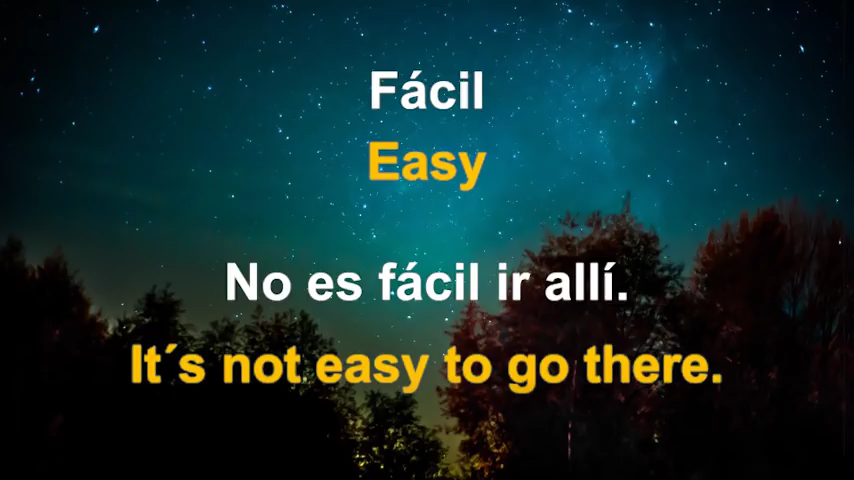 Fácil
Easy
No es fácil ir allí.
It´s not easy to go there.